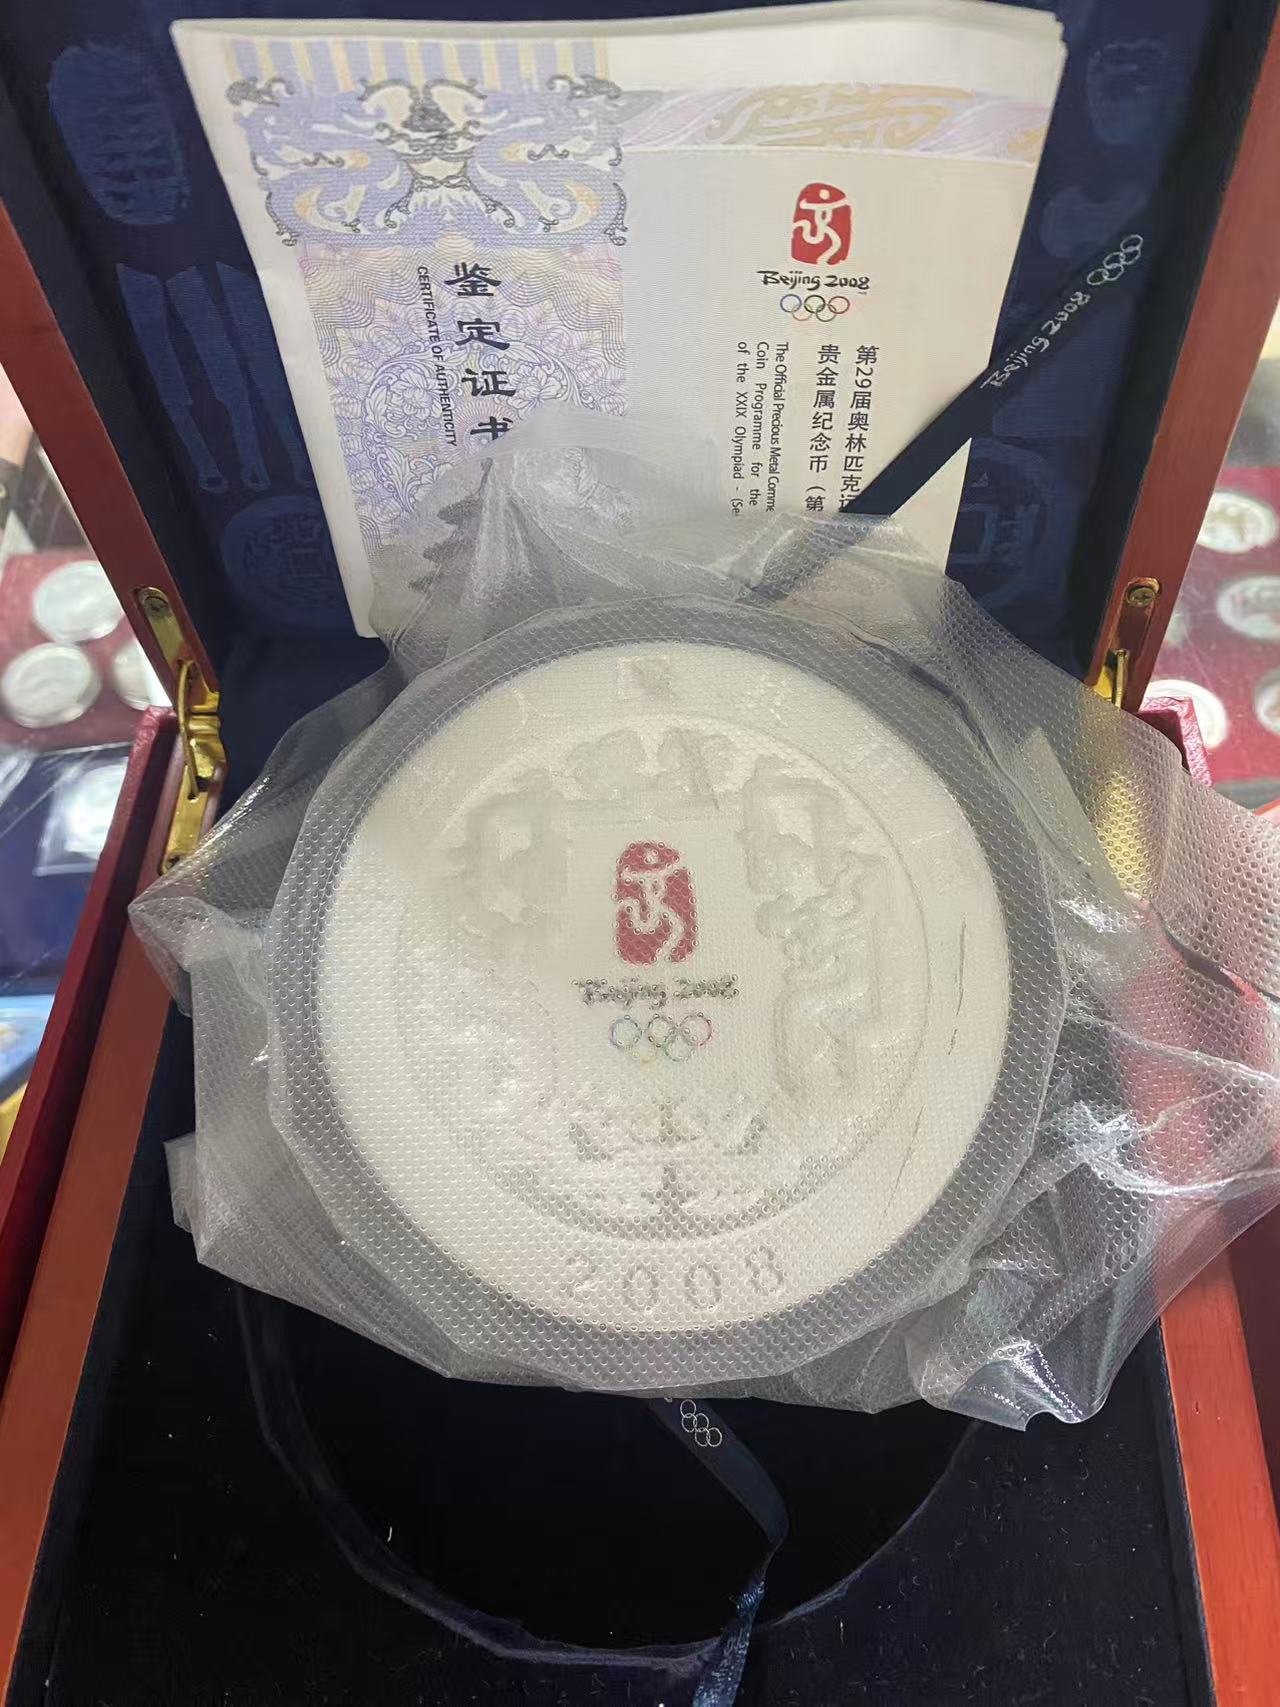 鉴定证书
CERTIFICATE OF AUTHENTICITY
Beijing 2008
第29届奥林匹克
贵金属纪念币（第
The Official Precious Metal Comme
Coin Programme for the
of the XXIX Olympiad - (Se
Beijing 2008
Beijing 2008
2008